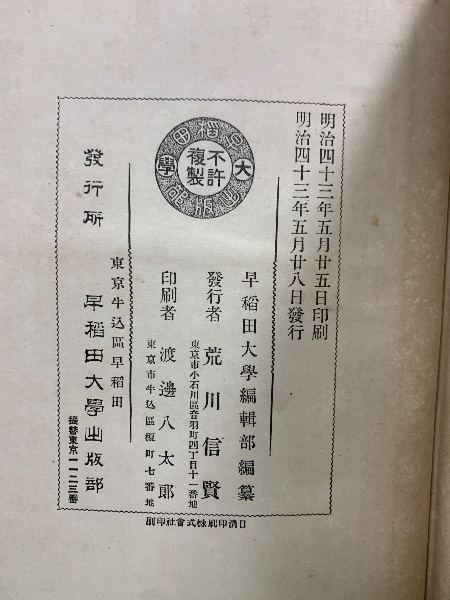 明治四十三年五月廿五日印刷
明治四十三年五月廿八日發行
早稻田大學編輯部編纂
發行者 荒川信賢
東京市小石川區音羽町四丁目十一番地
印刷者 渡邊八太郎
東京市牛込區榎町七番地
不許複製
早稻田大學出版部
發行所
東京牛込區早稻田
早稻田大學出版部
振替東京一一二三番
日清印刷株式會社印刷